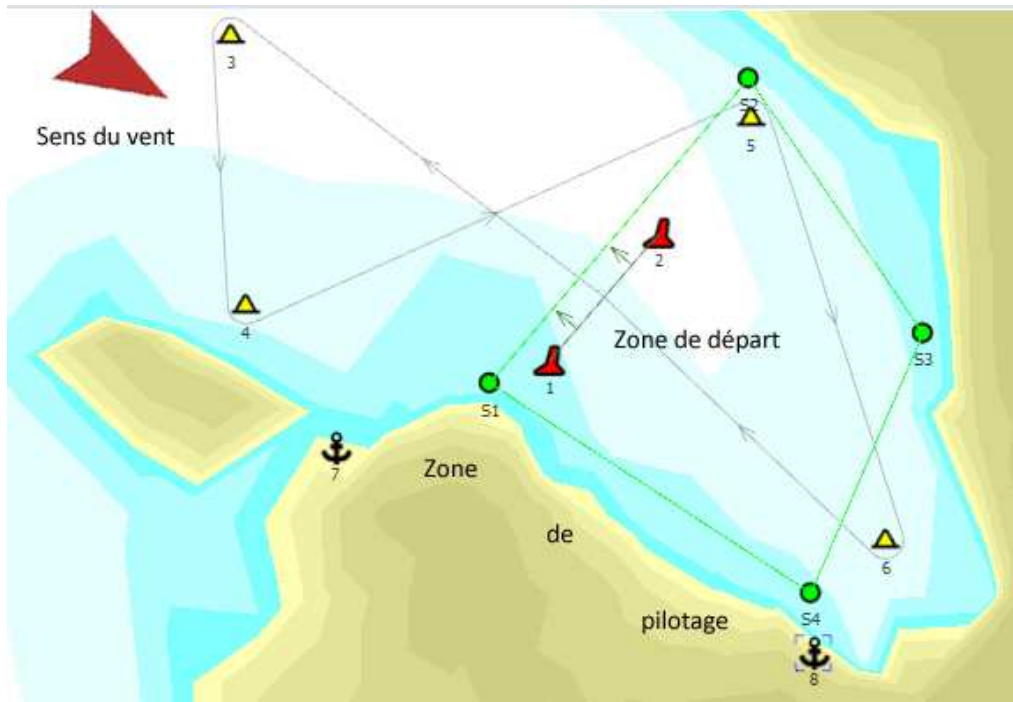 3
Sens du vent
S2
5
2
4
Zone de départ
1
S3
S1
7
Zone
de
6
pilotage
S4
8